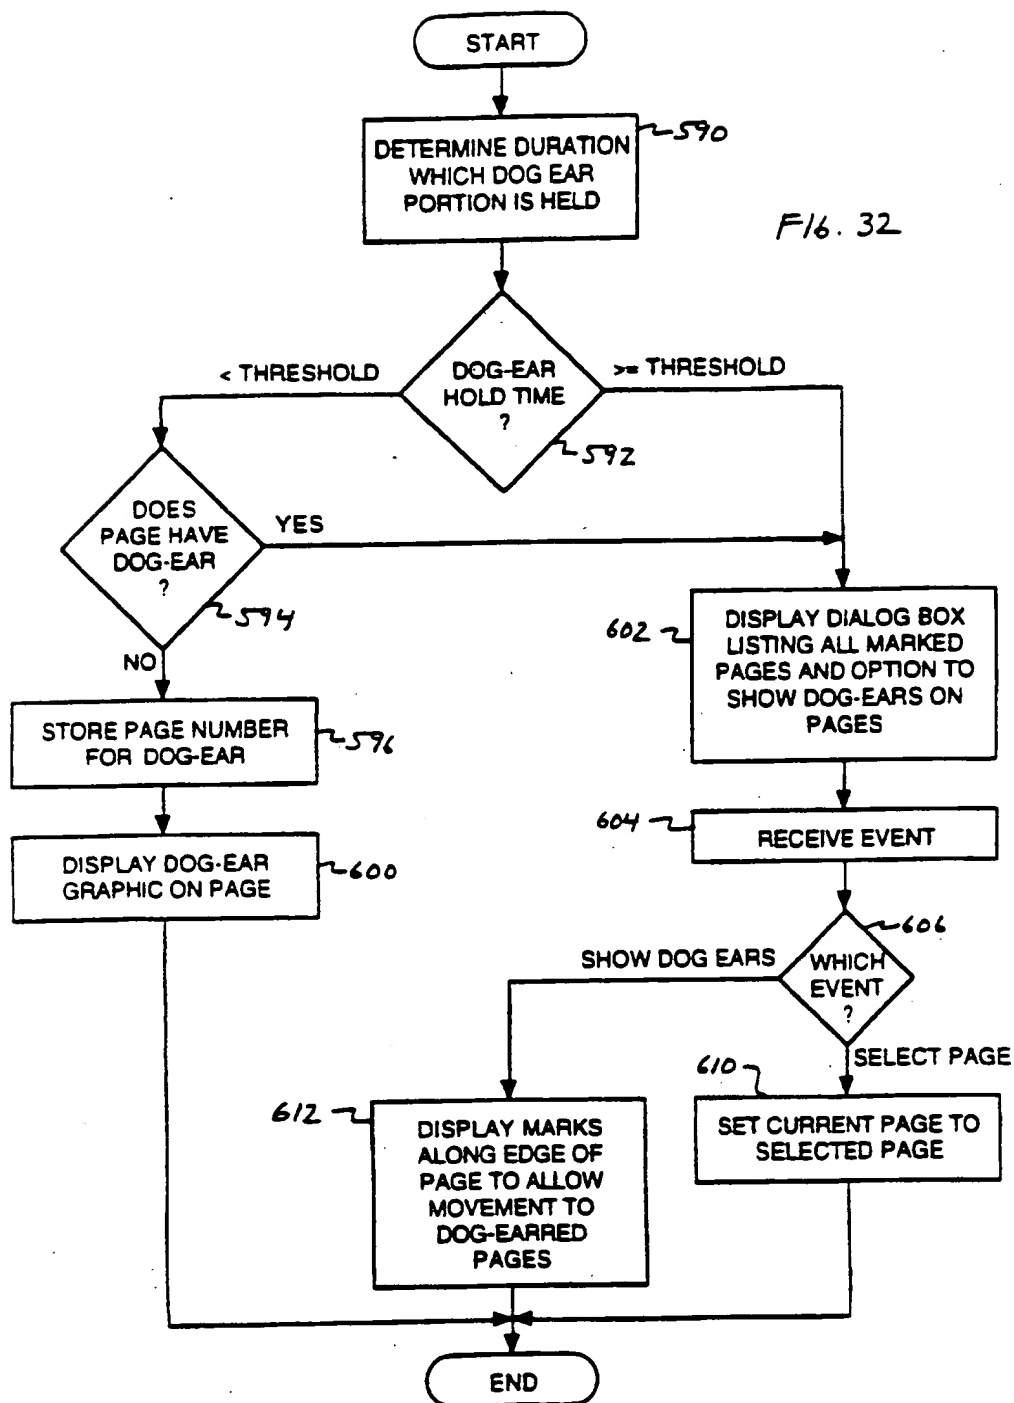 START
DETERMINE DURATION
WHICH DOG EAR
PORTION IS HELD
590
FIG. 32
< THRESHOLD
DOG-EAR
HOLD TIME
?
>= THRESHOLD
592
DOES
PAGE HAVE
DOG-EAR
?
YES
594
NO
STORE PAGE NUMBER
FOR DOG-EAR
596
DISPLAY DOG-EAR
GRAPHIC ON PAGE
600
602
DISPLAY DIALOG BOX
LISTING ALL MARKED
PAGES AND OPTION TO
SHOW DOG-EARS ON
PAGES
604
RECEIVE EVENT
606
SHOW DOG EARS
WHICH
EVENT
?
SELECT PAGE
610
SET CURRENT PAGE TO
SELECTED PAGE
612
DISPLAY MARKS
ALONG EDGE OF
PAGE TO ALLOW
MOVEMENT TO
DOG-EARRED
PAGES
END